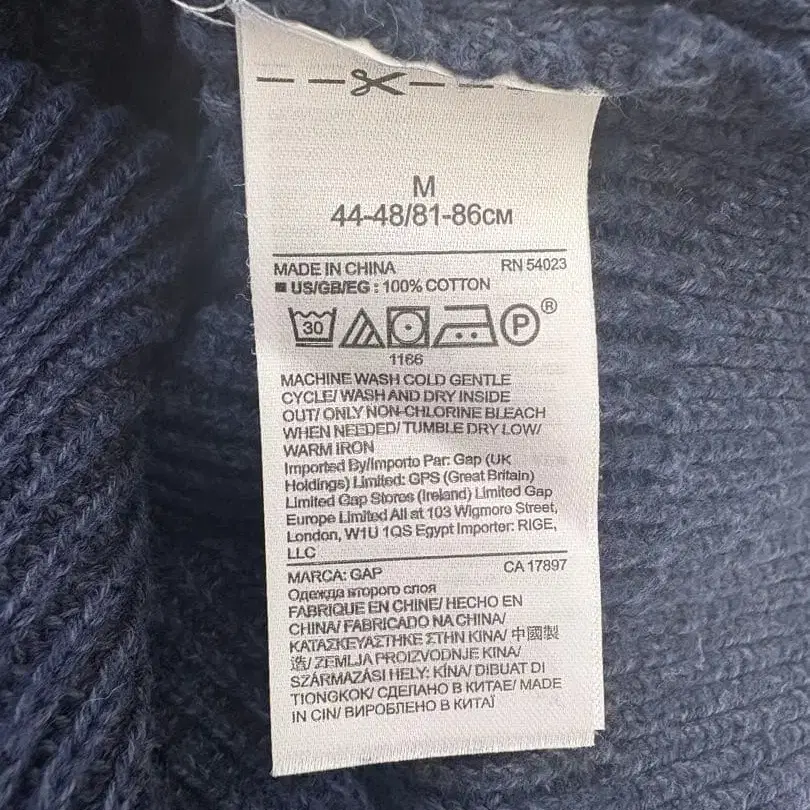 M
44-48/81-86CM
MADE IN CHINA RN 54023
■ US/GB/EG : 100% COTTON
30 P ®
1166
MACHINE WASH COLD GENTLE
CYCLE/ WASH AND DRY INSIDE
OUT/ ONLY NON-CHLORINE BLEACH
WHEN NEEDED/ TUMBLE DRY LOW/
WARM IRON
Imported By/Importo Par: Gap (UK
Holdings) Limited: GPS (Great Britain)
Limited Gap Stores (Ireland) Limited Gap
Europe Limited All at 103 Wigmoro Street,
London, W1U 1QS Egypt Importer: RIGE,
LLC
MARCA: GAP CA 17897
Одежда второго слоя
FABRIQUE EN CHINE/ HECHO EN
CHINA/ FABRICADO NA CHINA/
ΚΑΤΑΣΚΕΥΑΣΤΗΚΕ ΣΤΗΝ ΚΙΝΑ/ 中國製
造/ ZEMLJA PROIZVODNJE KINA/
SZÁRMAZÁSI HELY: KÍNA/ DIBUAT DI
TIONGKOK/ СДЕЛАНО В КИТАЕ/ MADE
IN CIN/ ВИРОБЛЕНО В КИТАЇ